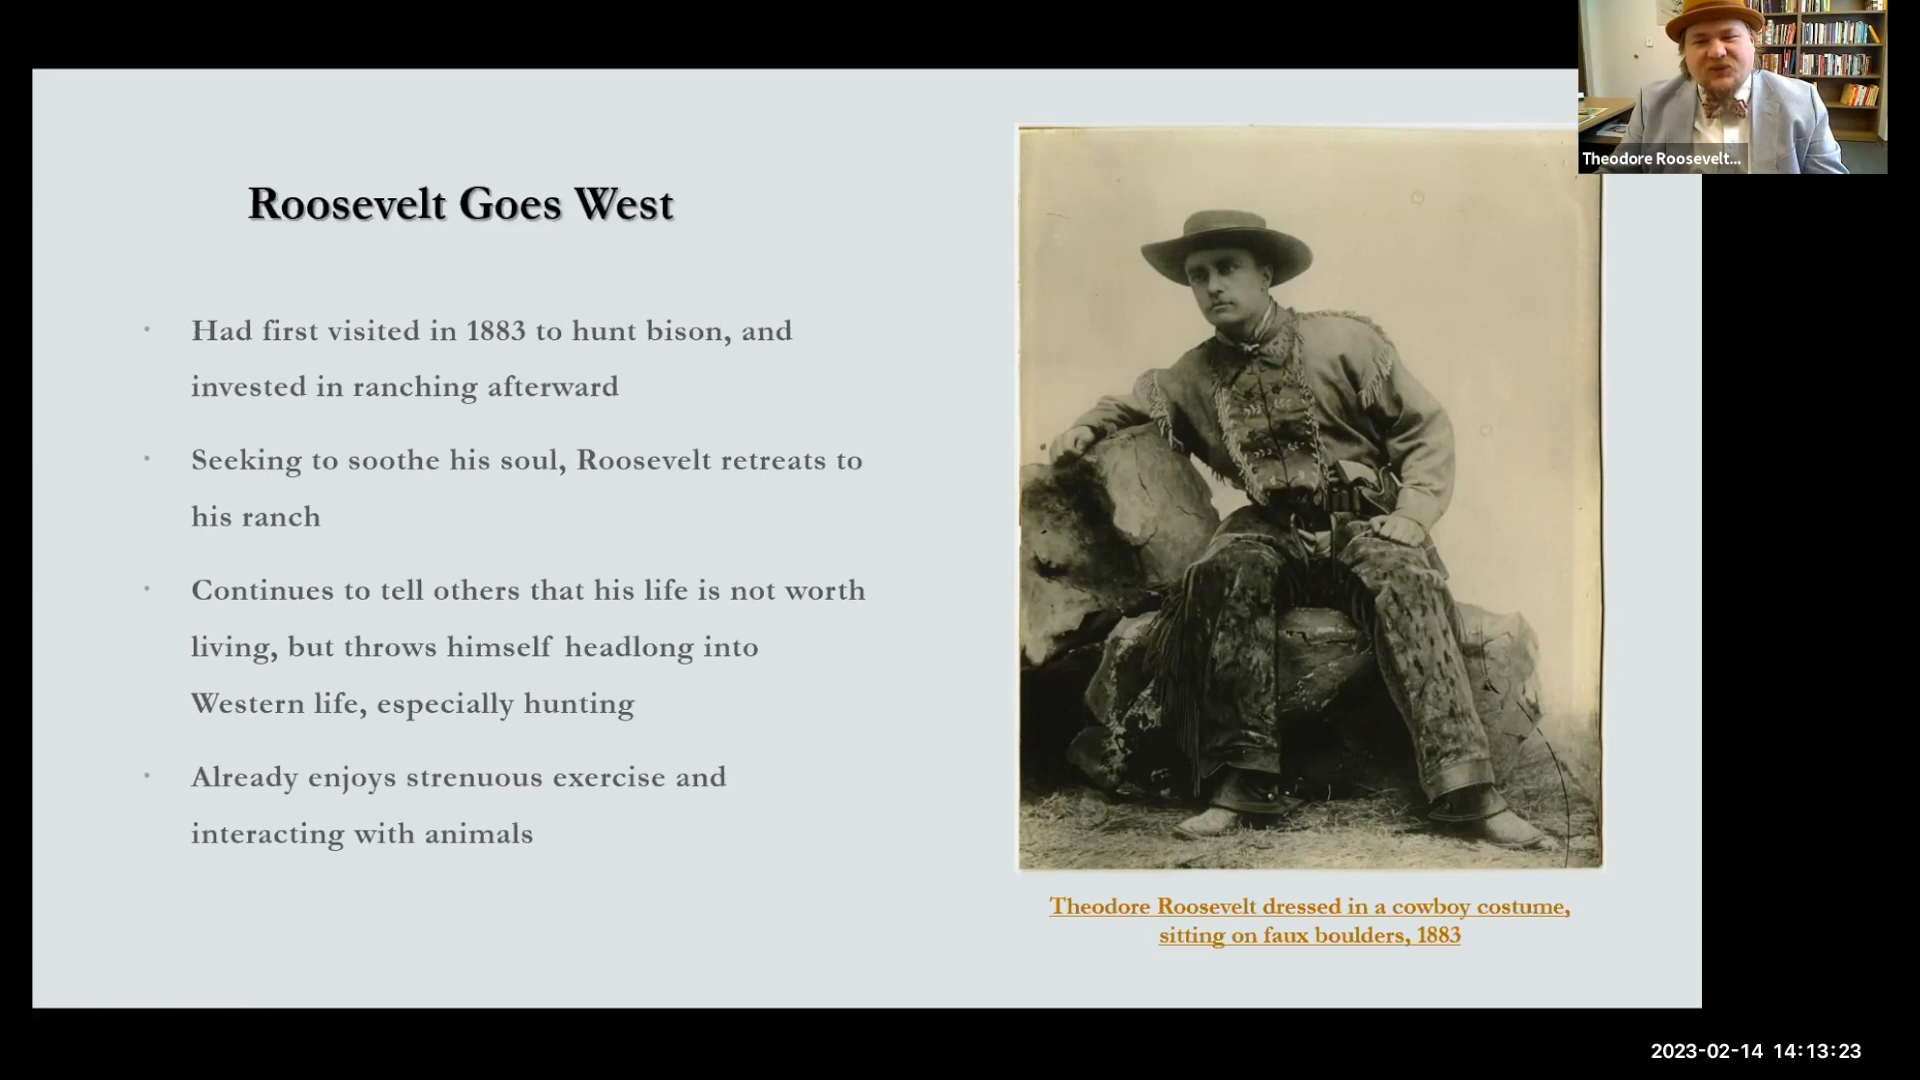 Theodore Roosevelt...
Roosevelt Goes West
Had first visited in 1883 to hunt bison, and
invested in ranching afterward
Seeking to soothe his soul, Roosevelt retreats to
his ranch
Continues to tell others that his life is not worth
living, but throws himself headlong into
Western life, especially hunting
Already enjoys strenuous exercise and
interacting with animals
Theodore Roosevelt dressed in a cowboy costume,
sitting on faux boulders, 1883
2023-02-14 14:13:23